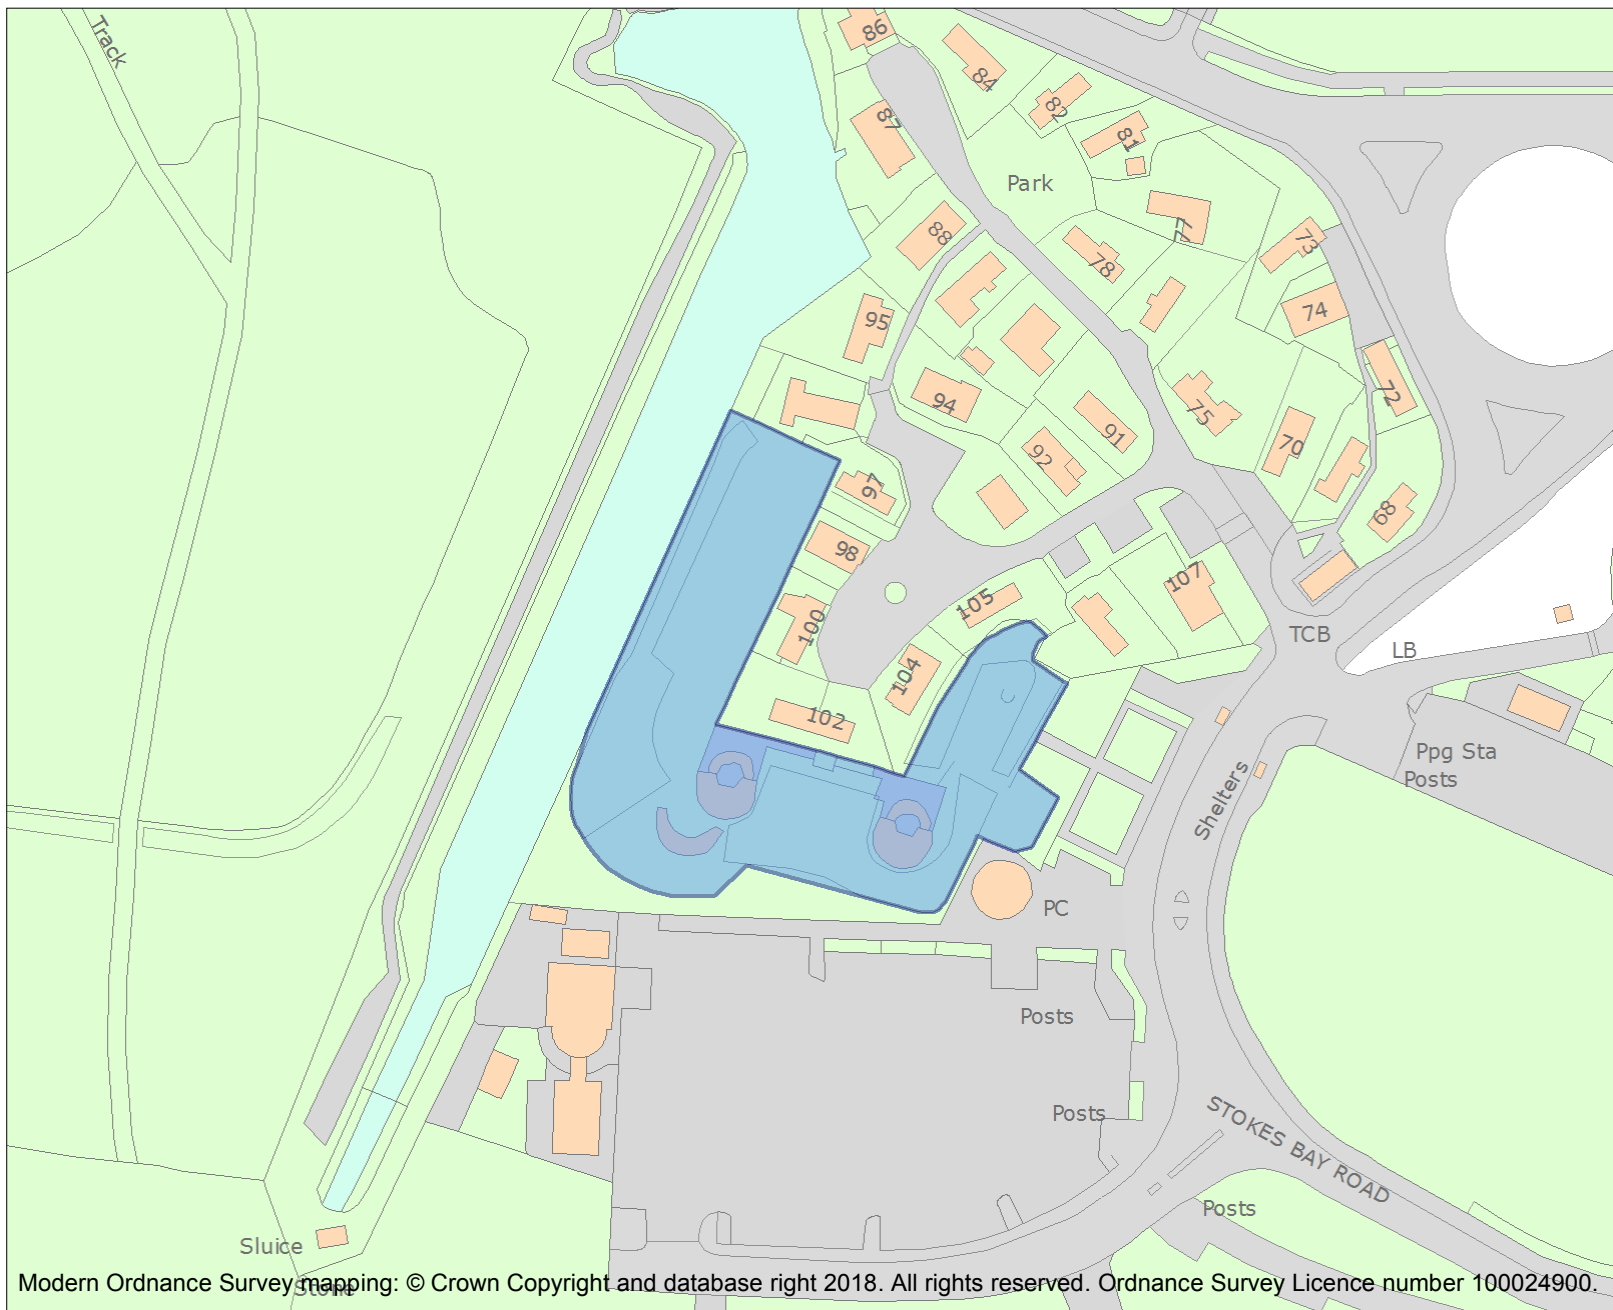 Track
86
84
82
87
81
Park
77
88
73
78
74
95
72
94
75
91
70
92
97
68
98
107
105
100
TCB
LB
104
102
Ppg Sta
Posts
Shelters
PC
Posts
Posts
STOKES BAY ROAD
Posts
Sluice
Stone
Modern Ordnance Survey mapping: © Crown Copyright and database right 2018. All rights reserved. Ordnance Survey Licence number 100024900.